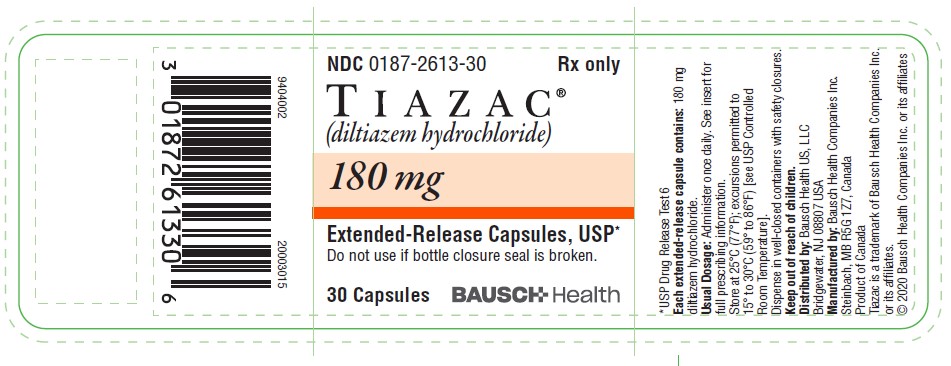 3 01872 61330 6
9404002
20003015
NDC 0187-2613-30 Rx only
TIAZAC®
(diltiazem hydrochloride)
180 mg
Extended-Release Capsules, USP*
Do not use if bottle closure seal is broken.
30 Capsules BAUSCH Health
*USP Drug Release Test 6
Each extended-release capsule contains: 180 mg
diltiazem hydrochloride.
Usual Dosage: Administer once daily. See insert for
full prescribing information.
Store at 25°C (77°F); excursions permitted to
15° to 30°C (59° to 86°F) [see USP Controlled
Room Temperature].
Dispense in well-closed containers with safety closures.
Keep out of reach of children.
Distributed by: Bausch Health US, LLC
Bridgewater, NJ 08807 USA
Manufactured by: Bausch Health Companies Inc.
Steinbach, MB R5G 1Z7, Canada
Product of Canada
Tiazac is a trademark of Bausch Health Companies Inc.
or its affiliates.
© 2020 Bausch Health Companies Inc. or its affiliates